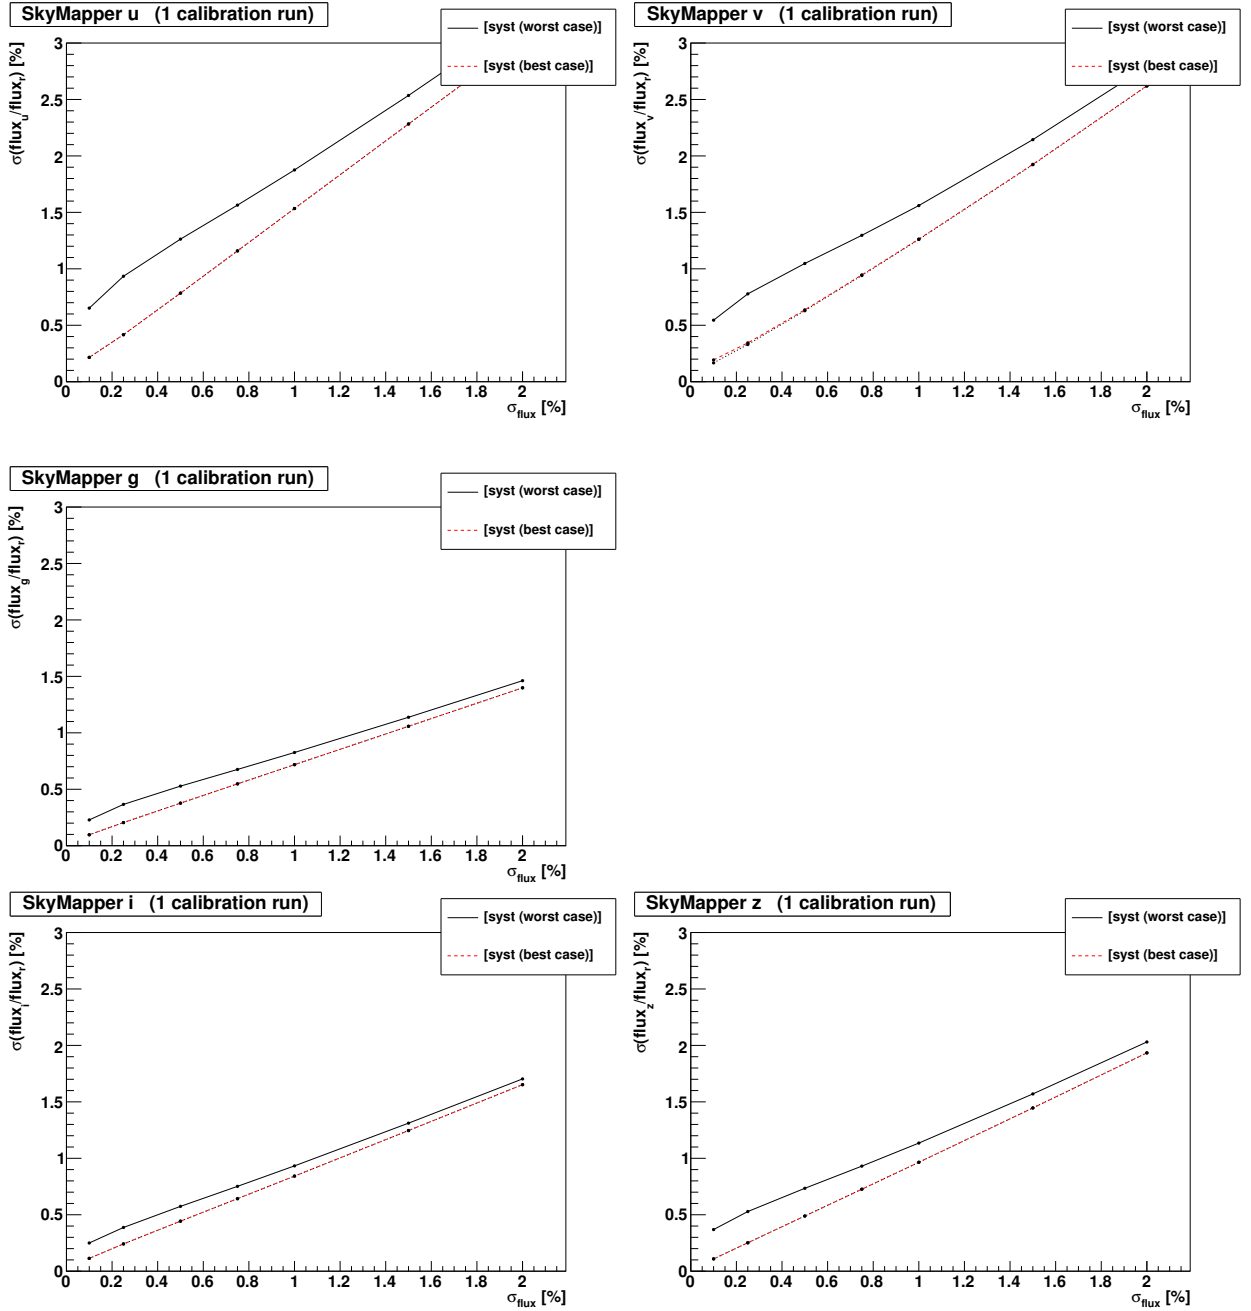 SkyMapper u (1 calibration run)
[syst (worst case)]
[syst (best case)]
σ(flux_u/flux_r) [%]
3
2.5
2
1.5
1
0.5
0
0 0.2 0.4 0.6 0.8 1 1.2 1.4 1.6 1.8 2
σ_flux [%]
SkyMapper v (1 calibration run)
[syst (worst case)]
[syst (best case)]
σ(flux_v/flux_r) [%]
3
2.5
2
1.5
1
0.5
0
0 0.2 0.4 0.6 0.8 1 1.2 1.4 1.6 1.8 2
σ_flux [%]
SkyMapper g (1 calibration run)
[syst (worst case)]
[syst (best case)]
σ(flux_g/flux_r) [%]
3
2.5
2
1.5
1
0.5
0
0 0.2 0.4 0.6 0.8 1 1.2 1.4 1.6 1.8 2
σ_flux [%]
SkyMapper i (1 calibration run)
[syst (worst case)]
[syst (best case)]
σ(flux_i/flux_r) [%]
3
2.5
2
1.5
1
0.5
0
0 0.2 0.4 0.6 0.8 1 1.2 1.4 1.6 1.8 2
σ_flux [%]
SkyMapper z (1 calibration run)
[syst (worst case)]
[syst (best case)]
σ(flux_z/flux_r) [%]
3
2.5
2
1.5
1
0.5
0
0 0.2 0.4 0.6 0.8 1 1.2 1.4 1.6 1.8 2
σ_flux [%]